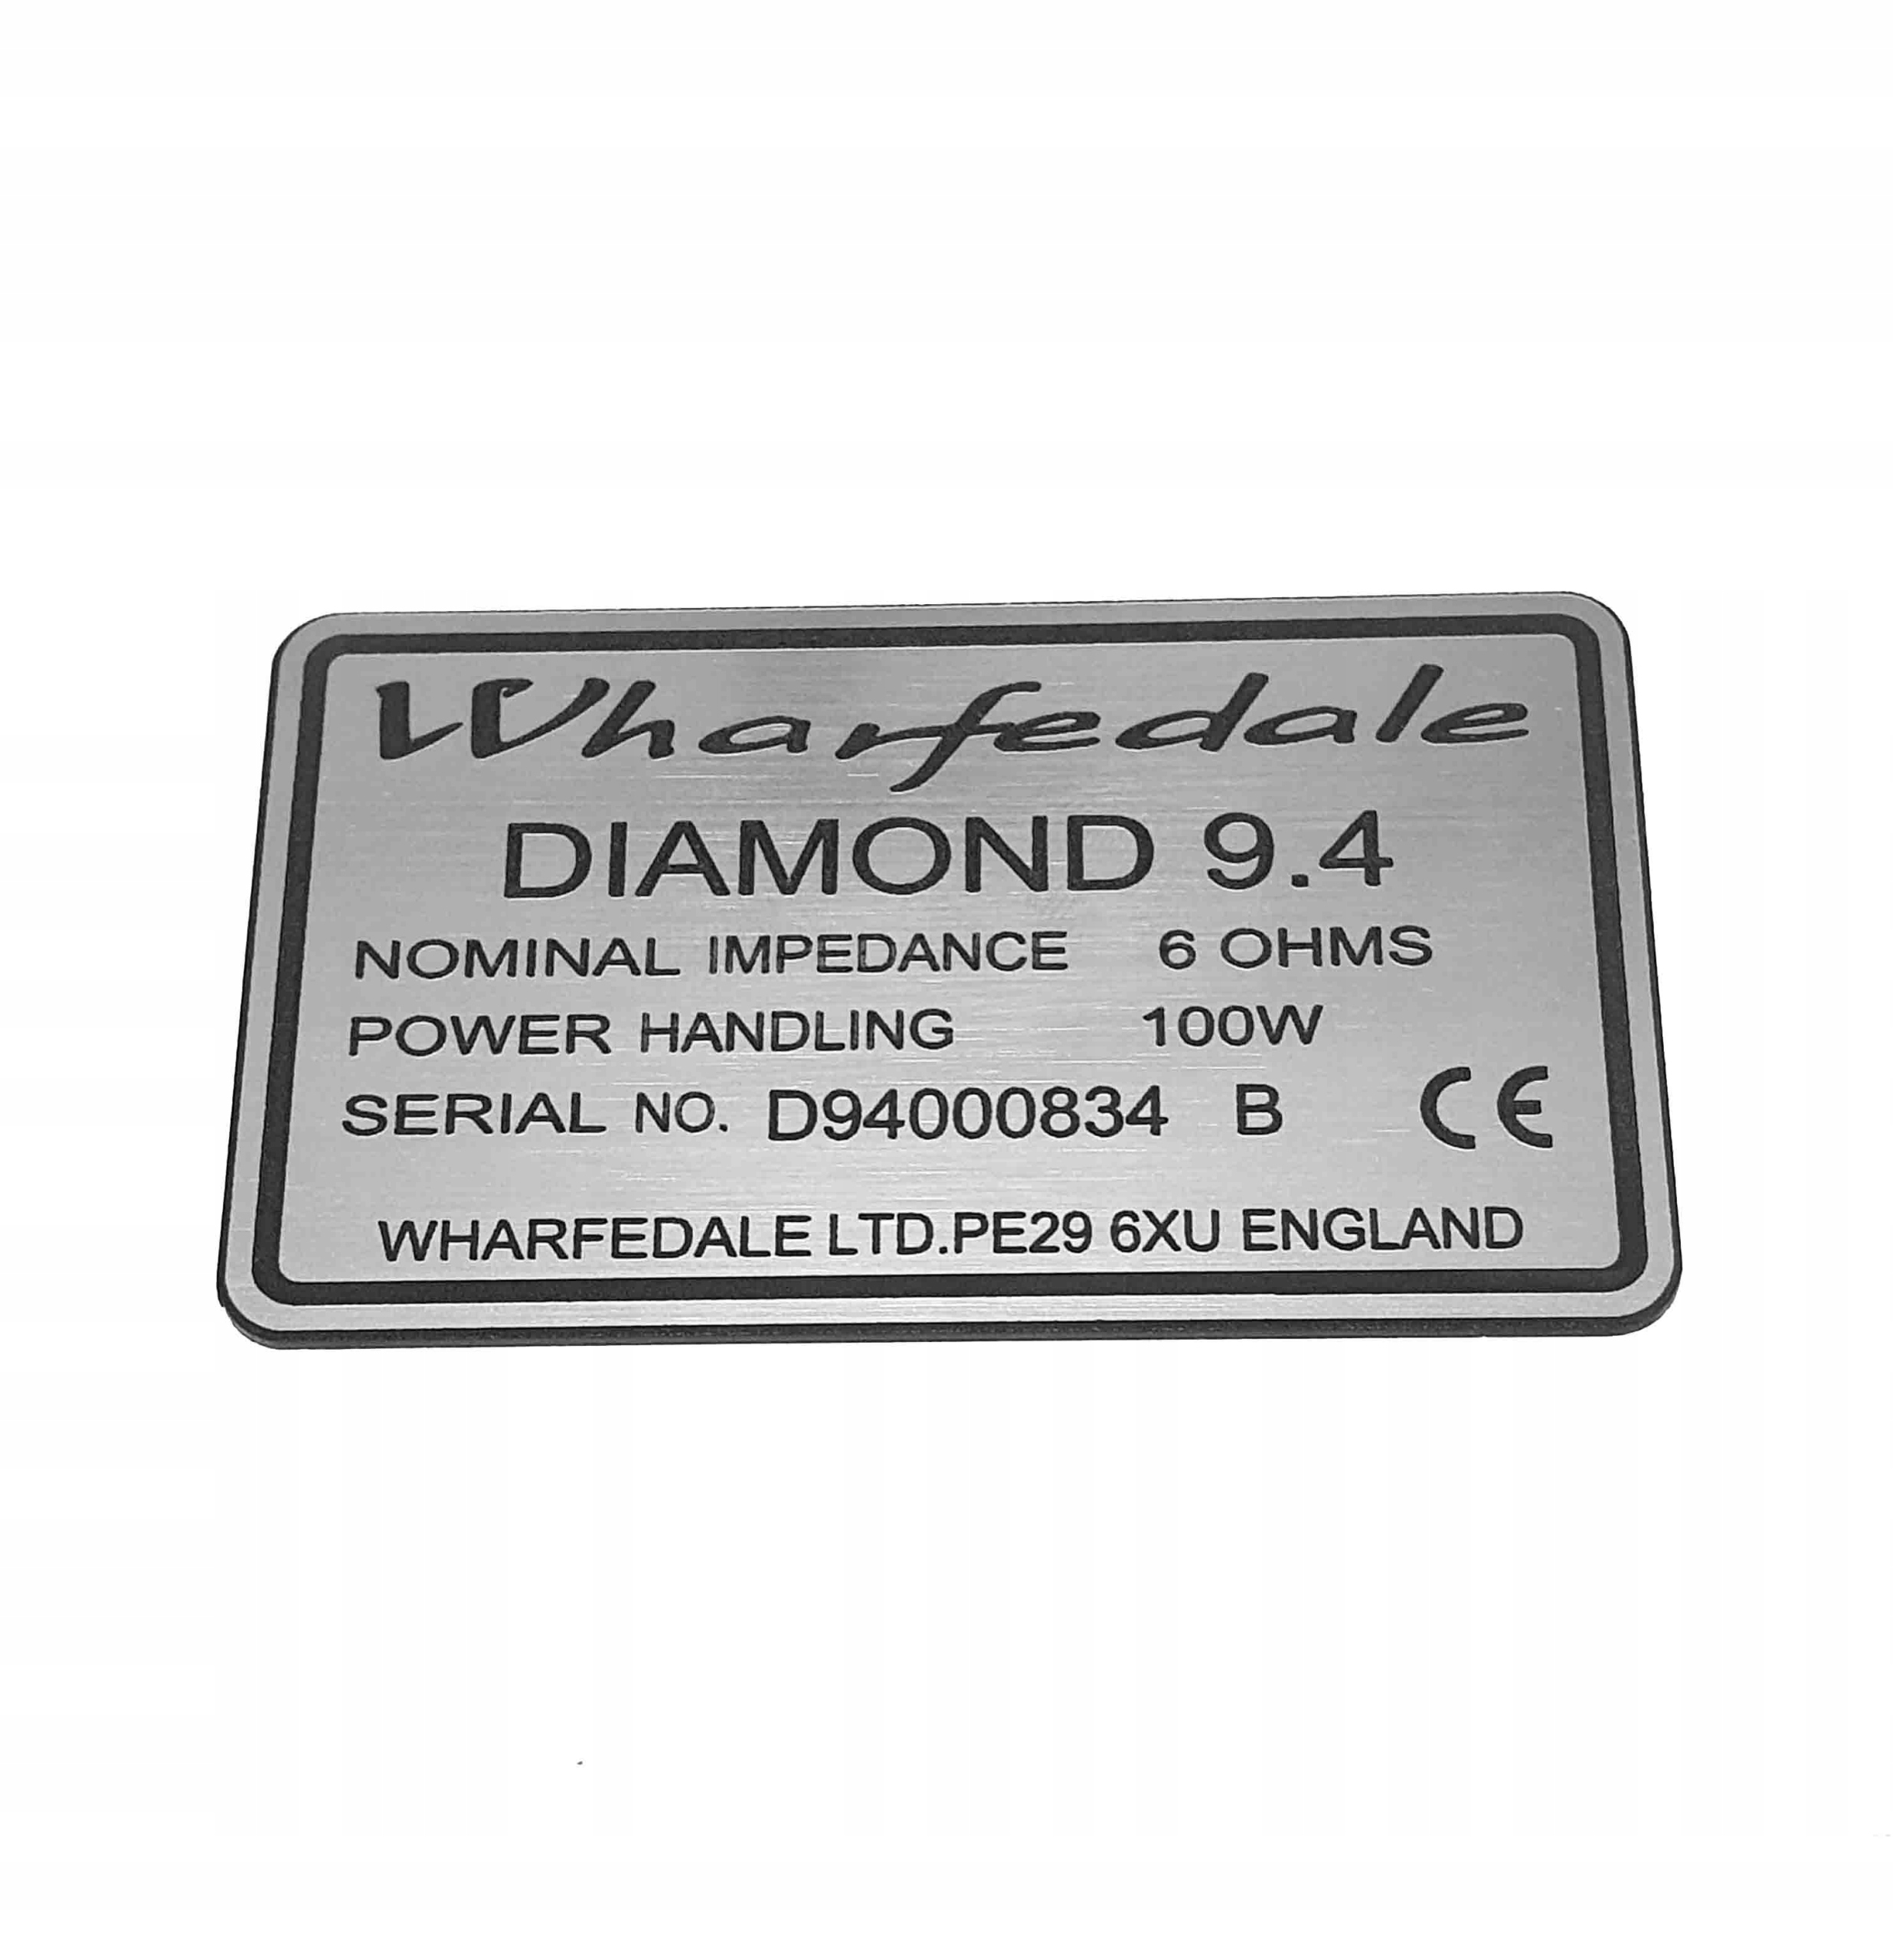 Wharfedale
DIAMOND 9.4
NOMINAL IMPEDANCE 6 OHMS
POWER HANDLING 100W
SERIAL NO. D94000834 B CE
WHARFEDALE LTD.PE29 6XU ENGLAND